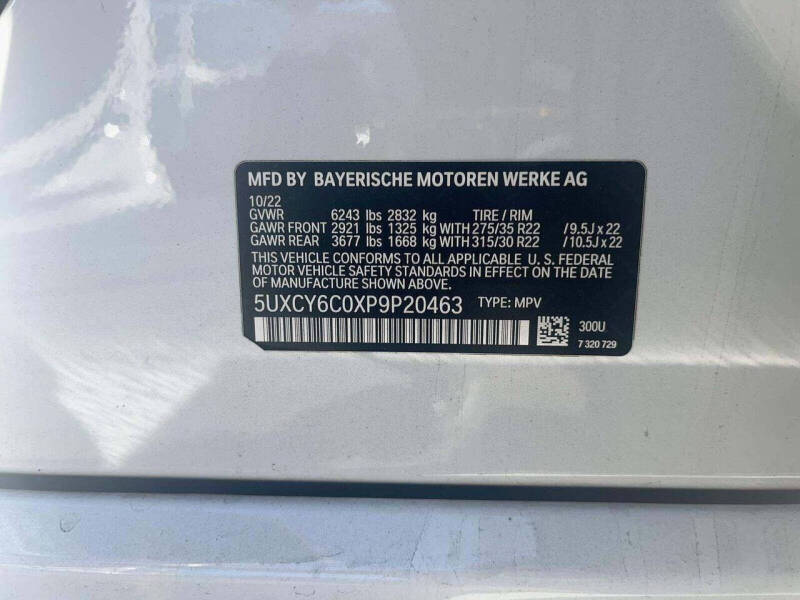 MFD BY BAYERISCHE MOTOREN WERKE AG
10/22
GVWR 6243 lbs 2832 kg TIRE / RIM
GAWR FRONT 2921 lbs 1325 kg WITH 275/35 R22 /9.5J x 22
GAWR REAR 3677 lbs 1668 kg WITH 315/30 R22 /10.5J x 22
THIS VEHICLE CONFORMS TO ALL APPLICABLE U. S. FEDERAL
MOTOR VEHICLE SAFETY STANDARDS IN EFFECT ON THE DATE
OF MANUFACTURE SHOWN ABOVE.
5UXCY6C0XP9P20463 TYPE: MPV
300U
7 320 729